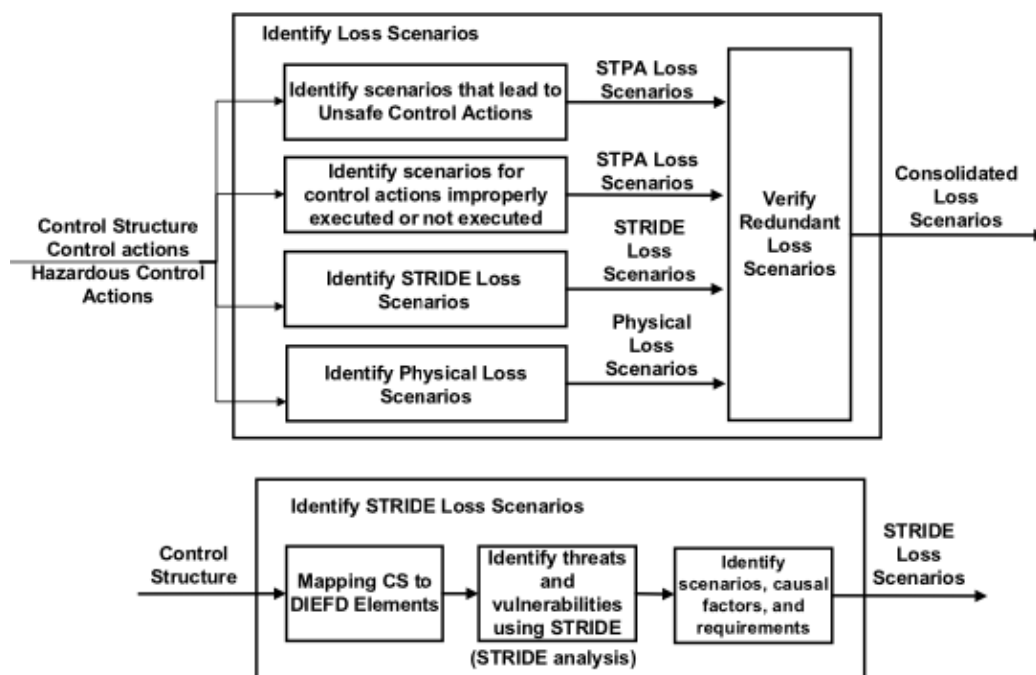 Identify Loss Scenarios
Identify scenarios that lead to
Unsafe Control Actions
STPA Loss
Scenarios
Identify scenarios for
control actions improperly
executed or not executed
STPA Loss
Scenarios
Control Structure
Control actions
Hazardous Control
Actions
Identify STRIDE Loss
Scenarios
STRIDE
Loss
Scenarios
Identify Physical Loss
Scenarios
Physical
Loss
Scenarios
Verify
Redundant
Loss
Scenarios
Consolidated
Loss
Scenarios
Identify STRIDE Loss Scenarios
Control
Structure
Mapping CS to
DIEFD Elements
Identify threats
and
vulnerabilities
using STRIDE
(STRIDE analysis)
Identify
scenarios, causal
factors, and
requirements
STRIDE
Loss
Scenarios